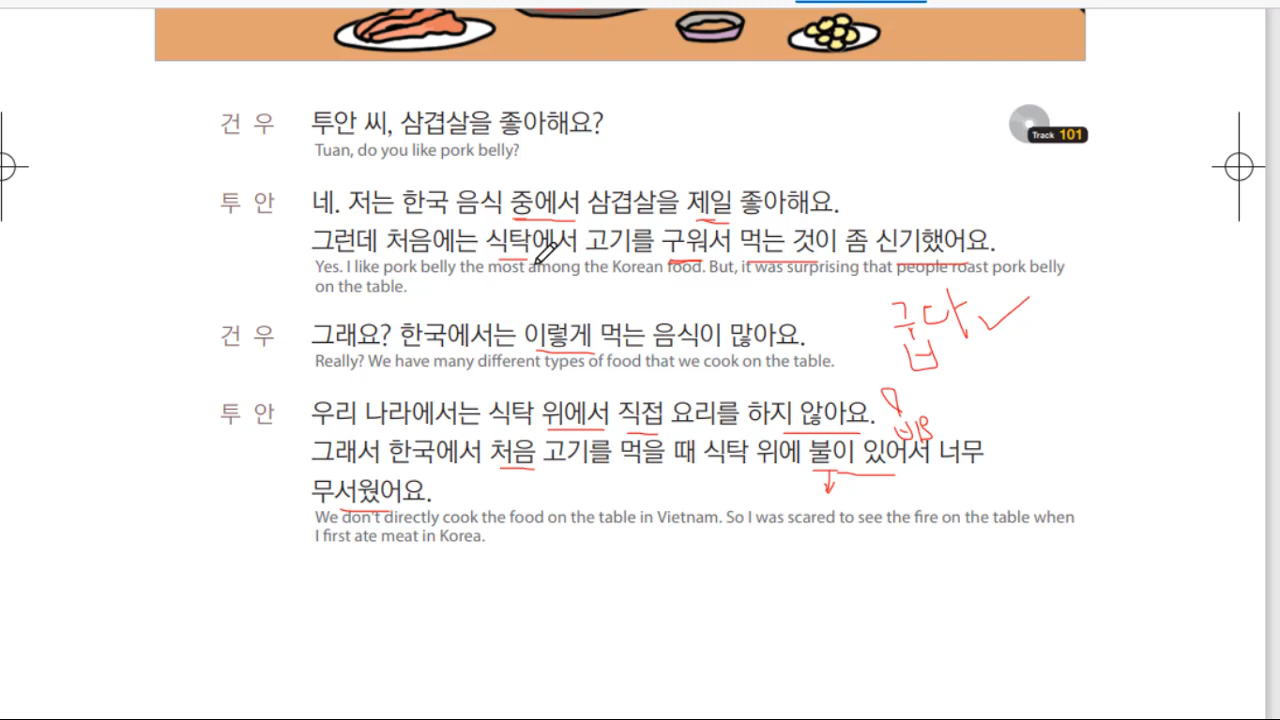 건 우 투안 씨, 삼겹살을 좋아해요?
Track 101
Tuan, do you like pork belly?
투 안 네. 저는 한국 음식 중에서 삼겹살을 제일 좋아해요.
그런데 처음에는 식탁에서 고기를 구워서 먹는 것이 좀 신기했어요.
Yes. I like pork belly the most among the Korean food. But, it was surprising that people roast pork belly
on the table.
굽다
건 우 그래요? 한국에서는 이렇게 먹는 음식이 많아요.
Really? We have many different types of food that we cook on the table.
투 안 우리 나라에서는 식탁 위에서 직접 요리를 하지 않아요.
그래서 한국에서 처음 고기를 먹을 때 식탁 위에 불이 있어서 너무
무서웠어요.
We don't directly cook the food on the table in Vietnam. So I was scared to see the fire on the table when
I first ate meat in Korea.